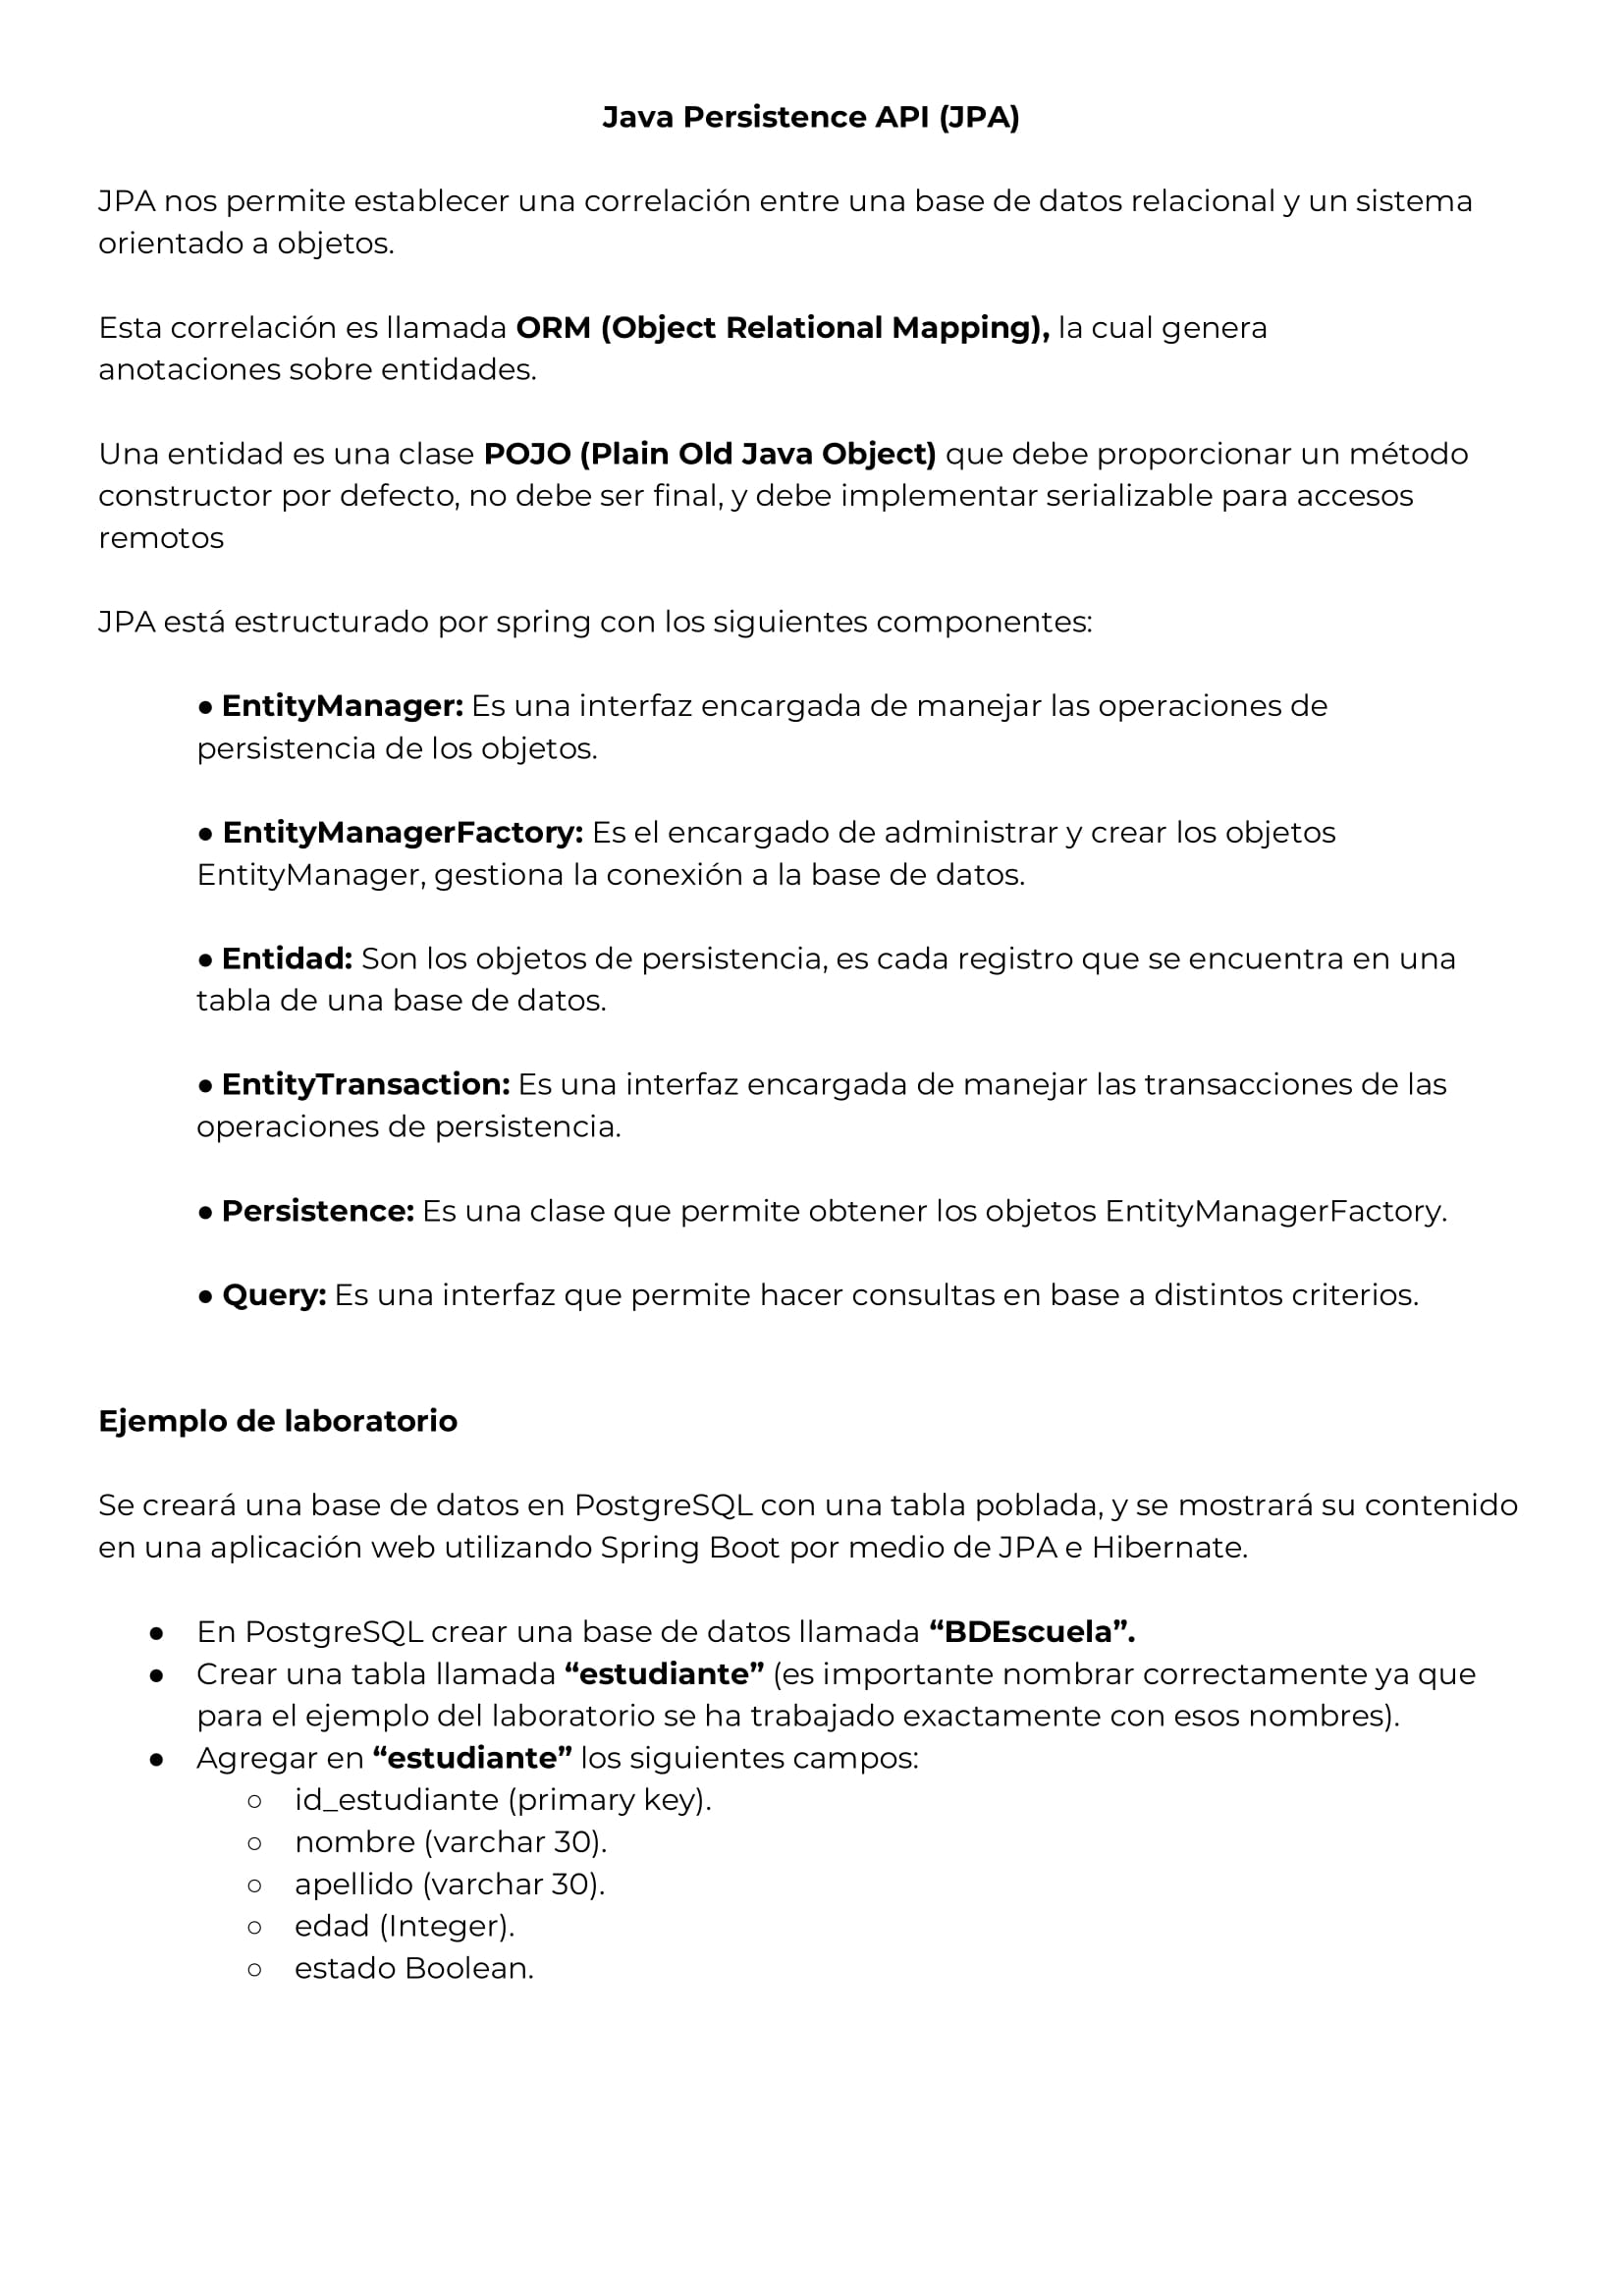 Java Persistence API (JPA)
JPA nos permite establecer una correlación entre una base de datos relacional y un sistema
orientado a objetos.
Esta correlación es llamada ORM (Object Relational Mapping), la cual genera
anotaciones sobre entidades.
Una entidad es una clase POJO (Plain Old Java Object) que debe proporcionar un método
constructor por defecto, no debe ser final, y debe implementar serializable para accesos
remotos
JPA está estructurado por spring con los siguientes componentes:
● EntityManager: Es una interfaz encargada de manejar las operaciones de
persistencia de los objetos.
● EntityManagerFactory: Es el encargado de administrar y crear los objetos
EntityManager, gestiona la conexión a la base de datos.
● Entidad: Son los objetos de persistencia, es cada registro que se encuentra en una
tabla de una base de datos.
● EntityTransaction: Es una interfaz encargada de manejar las transacciones de las
operaciones de persistencia.
● Persistence: Es una clase que permite obtener los objetos EntityManagerFactory.
● Query: Es una interfaz que permite hacer consultas en base a distintos criterios.
Ejemplo de laboratorio
Se creará una base de datos en PostgreSQL con una tabla poblada, y se mostrará su contenido
en una aplicación web utilizando Spring Boot por medio de JPA e Hibernate.
● En PostgreSQL crear una base de datos llamada “BDEscuela”.
● Crear una tabla llamada “estudiante” (es importante nombrar correctamente ya que
para el ejemplo del laboratorio se ha trabajado exactamente con esos nombres).
● Agregar en “estudiante” los siguientes campos:
○ id_estudiante (primary key).
○ nombre (varchar 30).
○ apellido (varchar 30).
○ edad (Integer).
○ estado Boolean.